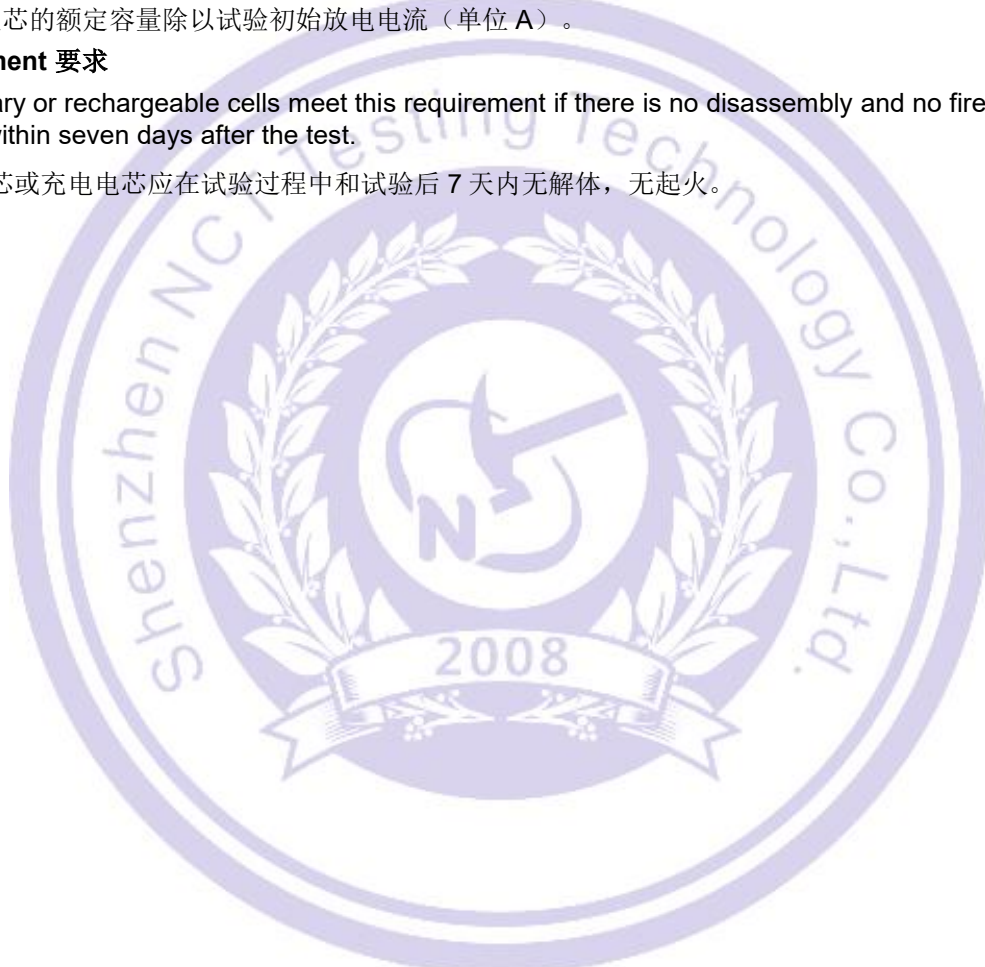 芯的额定容量除以试验初始放电电流（单位 A）。
ment 要求
ary or rechargeable cells meet this requirement if there is no disassembly and no fire
within seven days after the test.
芯或充电电芯应在试验过程中和试验后 7 天内无解体，无起火。
Shenzhen NCT Testing Technology Co.,Ltd.
N
2008